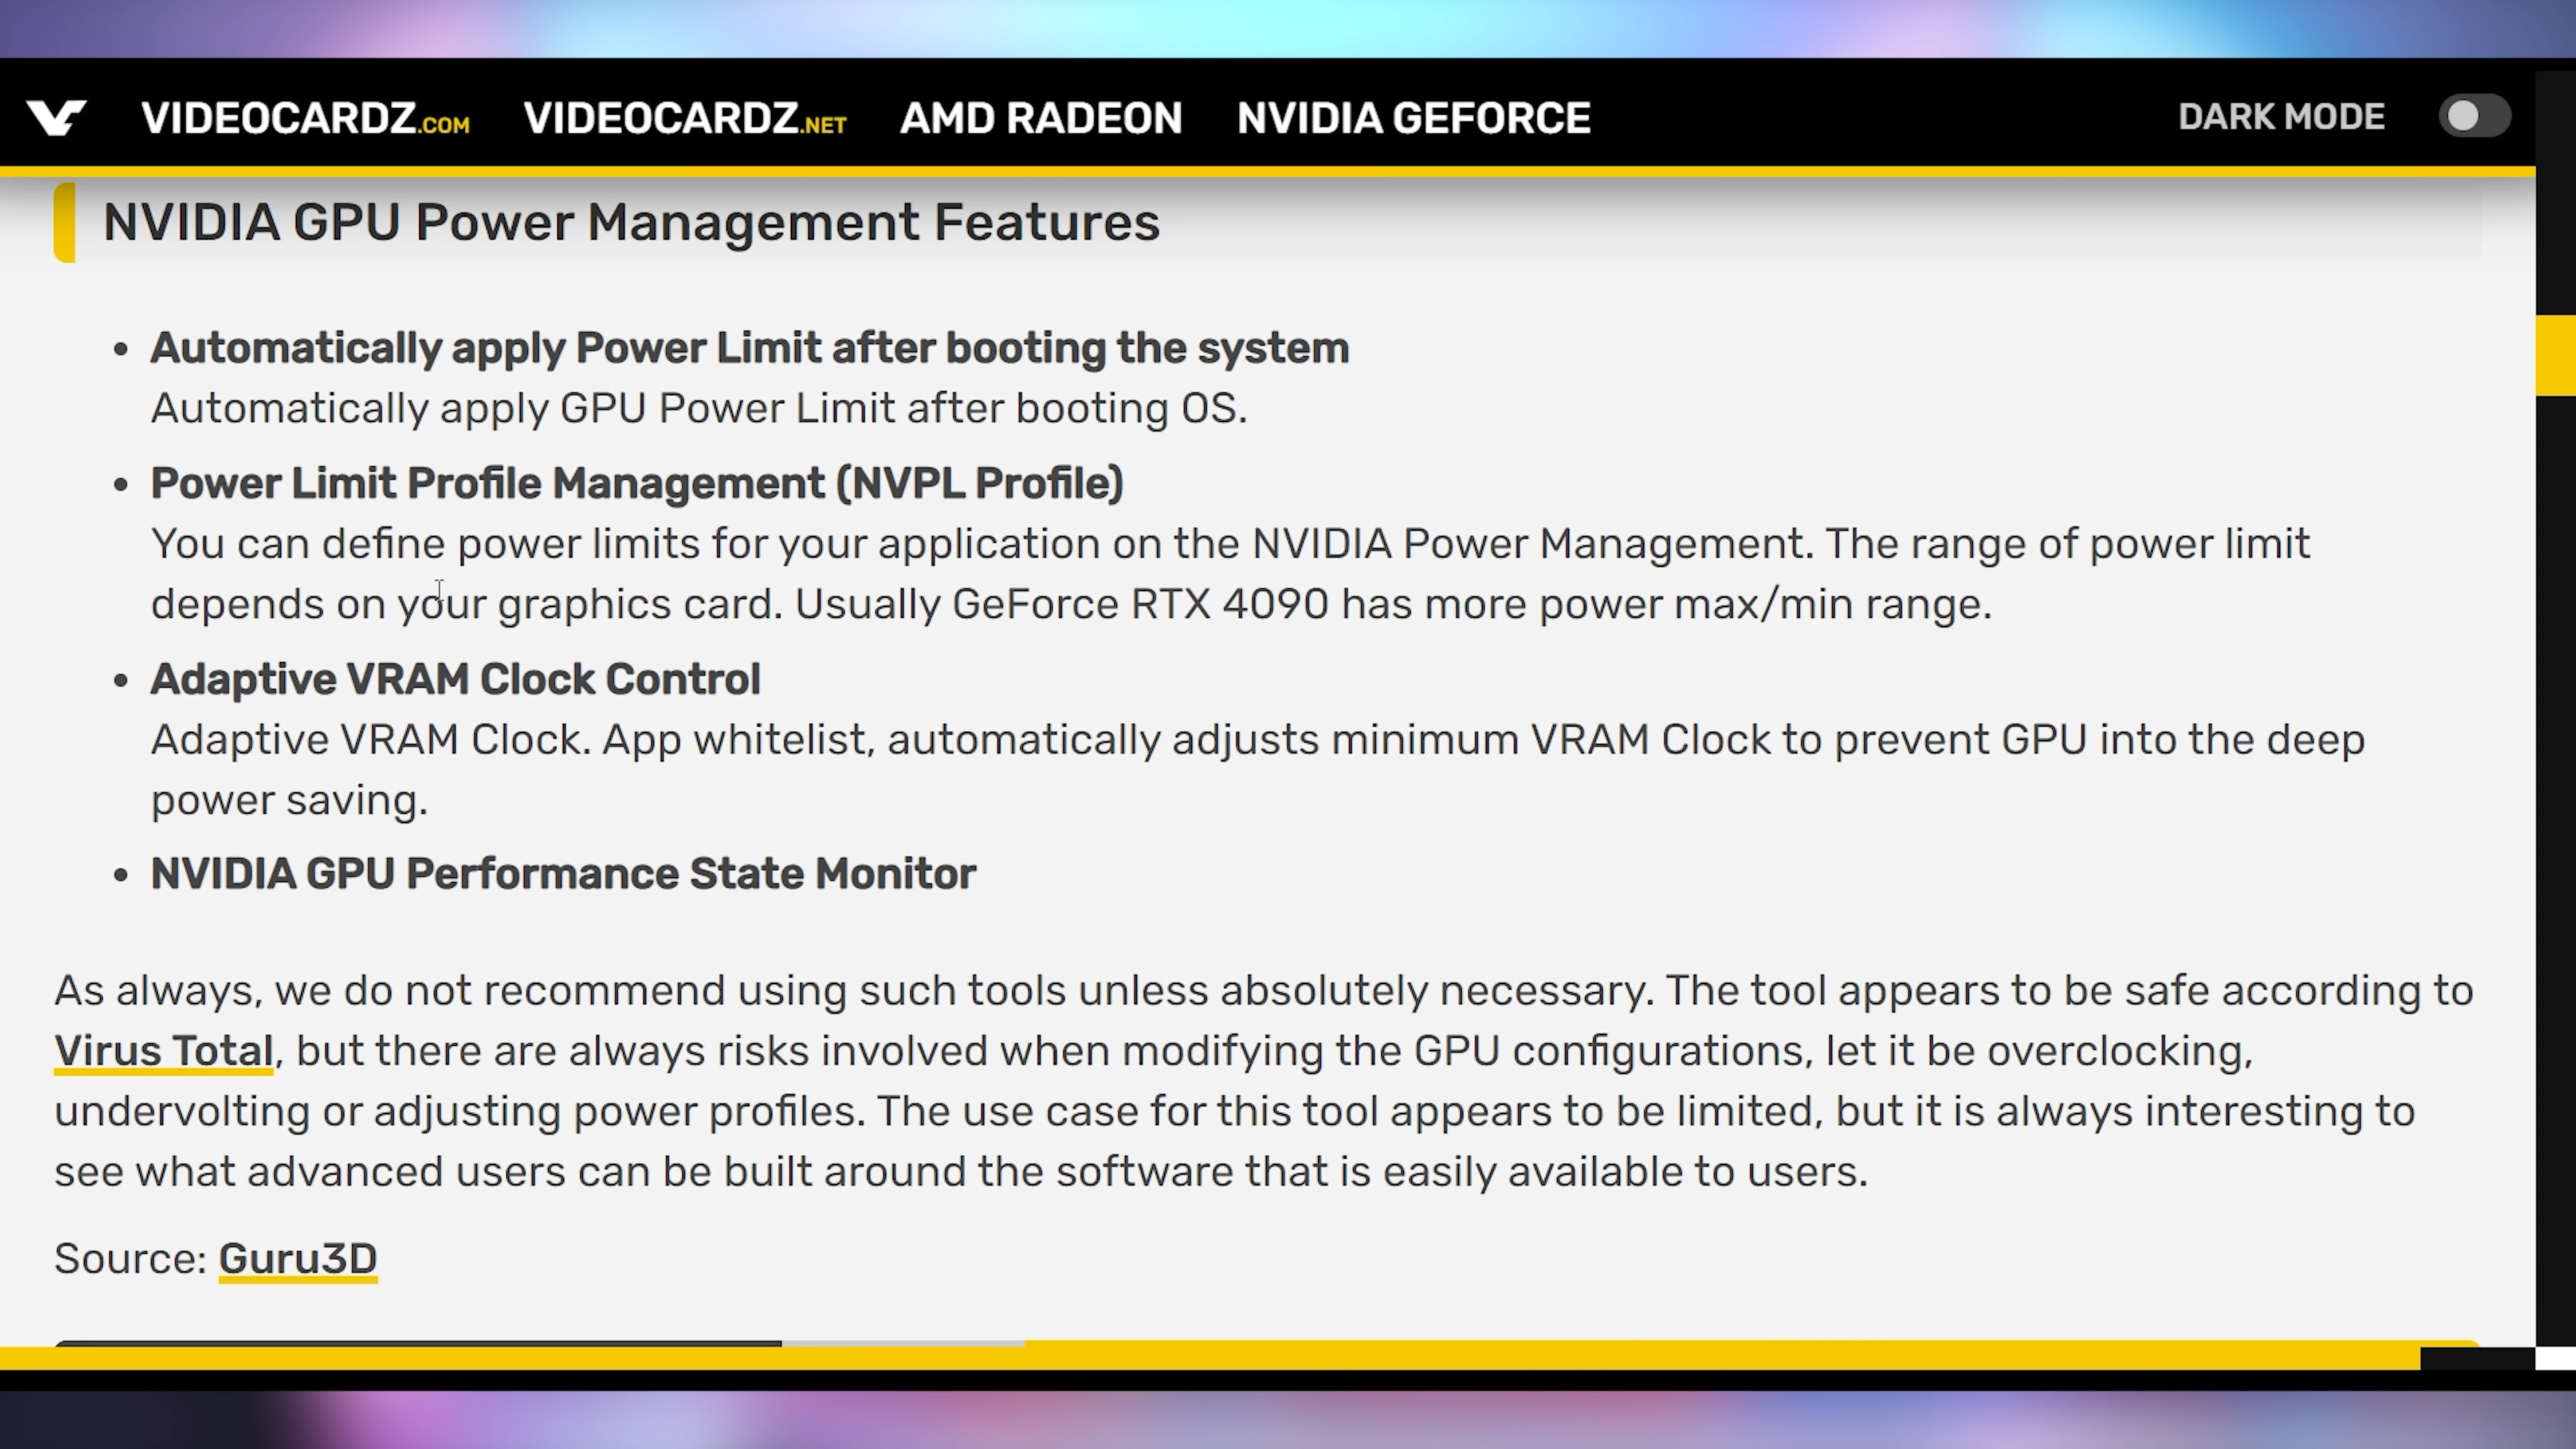 VIDEOCARDZ.COM VIDEOCARDZ.NET AMD RADEON NVIDIA GEFORCE DARK MODE
NVIDIA GPU Power Management Features
• Automatically apply Power Limit after booting the system
Automatically apply GPU Power Limit after booting OS.
• Power Limit Profile Management (NVPL Profile)
You can define power limits for your application on the NVIDIA Power Management. The range of power limit
depends on your graphics card. Usually GeForce RTX 4090 has more power max/min range.
• Adaptive VRAM Clock Control
Adaptive VRAM Clock. App whitelist, automatically adjusts minimum VRAM Clock to prevent GPU into the deep
power saving.
• NVIDIA GPU Performance State Monitor
As always, we do not recommend using such tools unless absolutely necessary. The tool appears to be safe according to
Virus Total, but there are always risks involved when modifying the GPU configurations, let it be overclocking,
undervolting or adjusting power profiles. The use case for this tool appears to be limited, but it is always interesting to
see what advanced users can be built around the software that is easily available to users.
Source: Guru3D